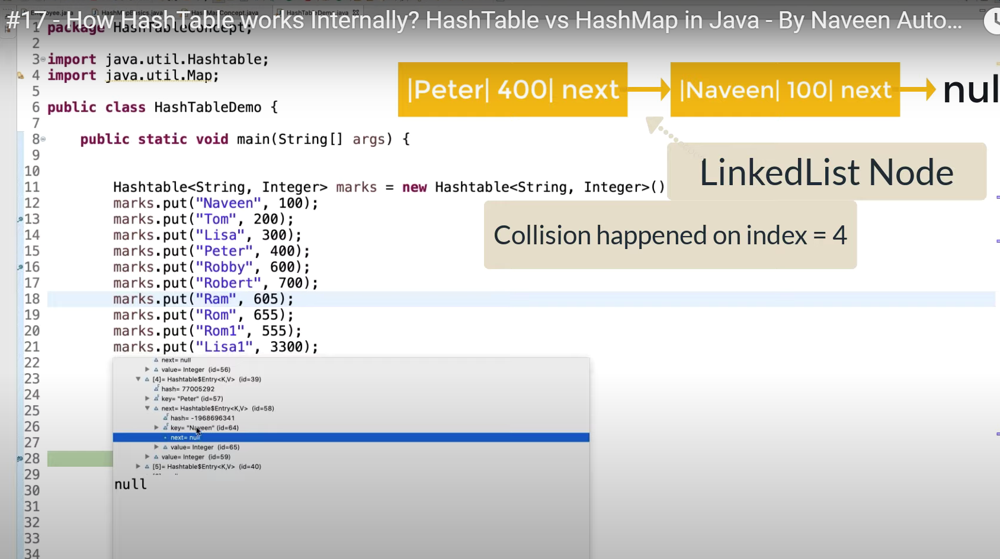 Employee.java HashMapBasics.java HashMapConcept.java HashTableDemo.java
#17 - How HashTable works Internally? HashTable vs HashMap in Java - By Naveen Auto...
1 package HashTableConcept;
2
3 import java.util.Hashtable;
4 import java.util.Map;
5
6 public class HashTableDemo {
7
8 public static void main(String[] args) {
9
10
11 Hashtable<String, Integer> marks = new Hashtable<String, Integer>()
12 marks.put("Naveen", 100);
13 marks.put("Tom", 200);
14 marks.put("Lisa", 300);
15 marks.put("Peter", 400);
16 marks.put("Robby", 600);
17 marks.put("Robert", 700);
18 marks.put("Ram", 605);
19 marks.put("Rom", 655);
20 marks.put("Rom1", 555);
21 marks.put("Lisa1", 3300);
22
23
24
25
26
27
28
29
30
31
32
33
34
|Peter| 400| next
|Naveen| 100| next
nul
LinkedList Node
Collision happened on index = 4
next= null
value= Integer (id=56)
[4]= Hashtable$Entry<K,V> (id=39)
hash= 77005292
key= "Peter" (id=57)
next= Hashtable$Entry<K,V> (id=58)
hash= -1968696341
key= "Naveen" (id=64)
next= null
value= Integer (id=65)
value= Integer (id=59)
[5]= Hashtable$Entry<K,V> (id=40)
null